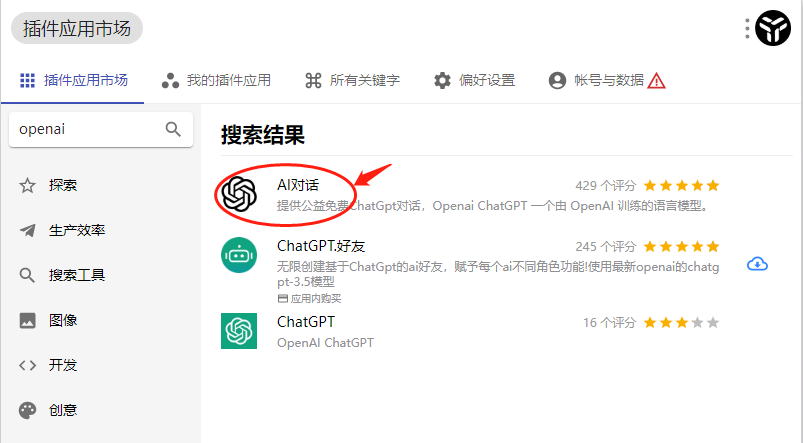 插件应用市场
插件应用市场 我的插件应用 所有关键字 偏好设置 帐号与数据
openai
探索
生产效率
搜索工具
图像
开发
创意
搜索结果
AI对话 429 个评分
提供公益免费ChatGpt对话，Openai ChatGPT 一个由 OpenAI 训练的语言模型。
ChatGPT.好友 245 个评分
无限创建基于ChatGpt的ai好友，赋予每个ai不同角色功能!使用最新openai的chatg
pt-3.5模型
应用内购买
ChatGPT 16 个评分
OpenAI ChatGPT